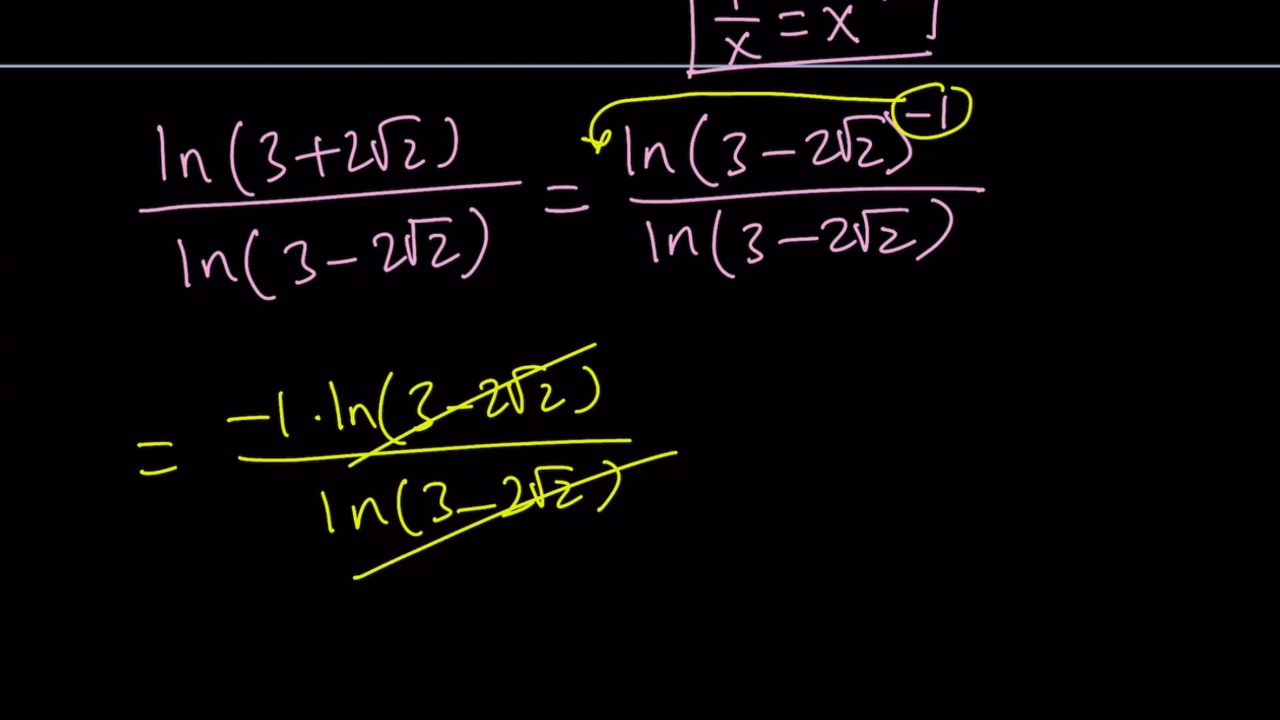 1/x = x
ln(3+2√2) / ln(3-2√2) = ln(3-2√2)^-1 / ln(3-2√2)
= -1·ln(3-2√2) / ln(3-2√2)